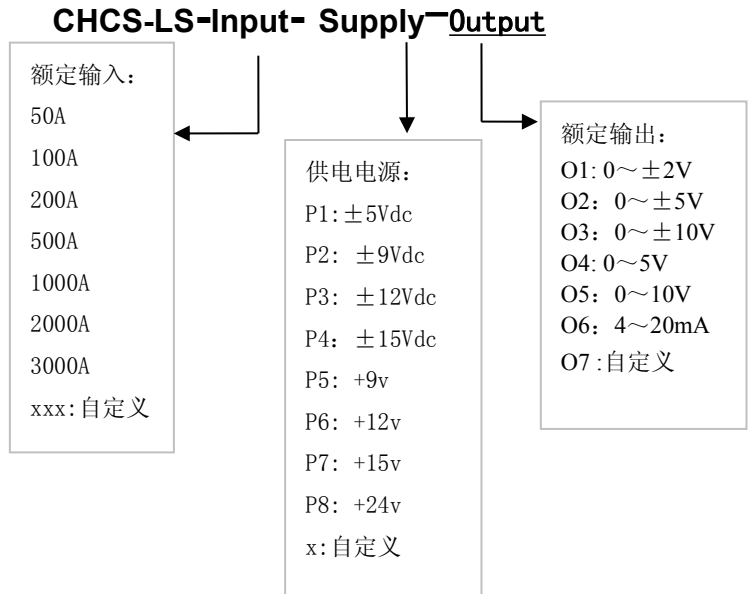 CHCS-LS-Input- Supply-Output
额定输入：
50A
100A
200A
500A
1000A
2000A
3000A
xxx:自定义
供电电源：
P1:±5Vdc
P2: ±9Vdc
P3: ±12Vdc
P4：±15Vdc
P5: +9v
P6: +12v
P7: +15v
P8: +24v
x:自定义
额定输出：
O1: 0～±2V
O2：0～±5V
O3：0～±10V
O4: 0～5V
O5：0～10V
O6：4～20mA
O7 :自定义